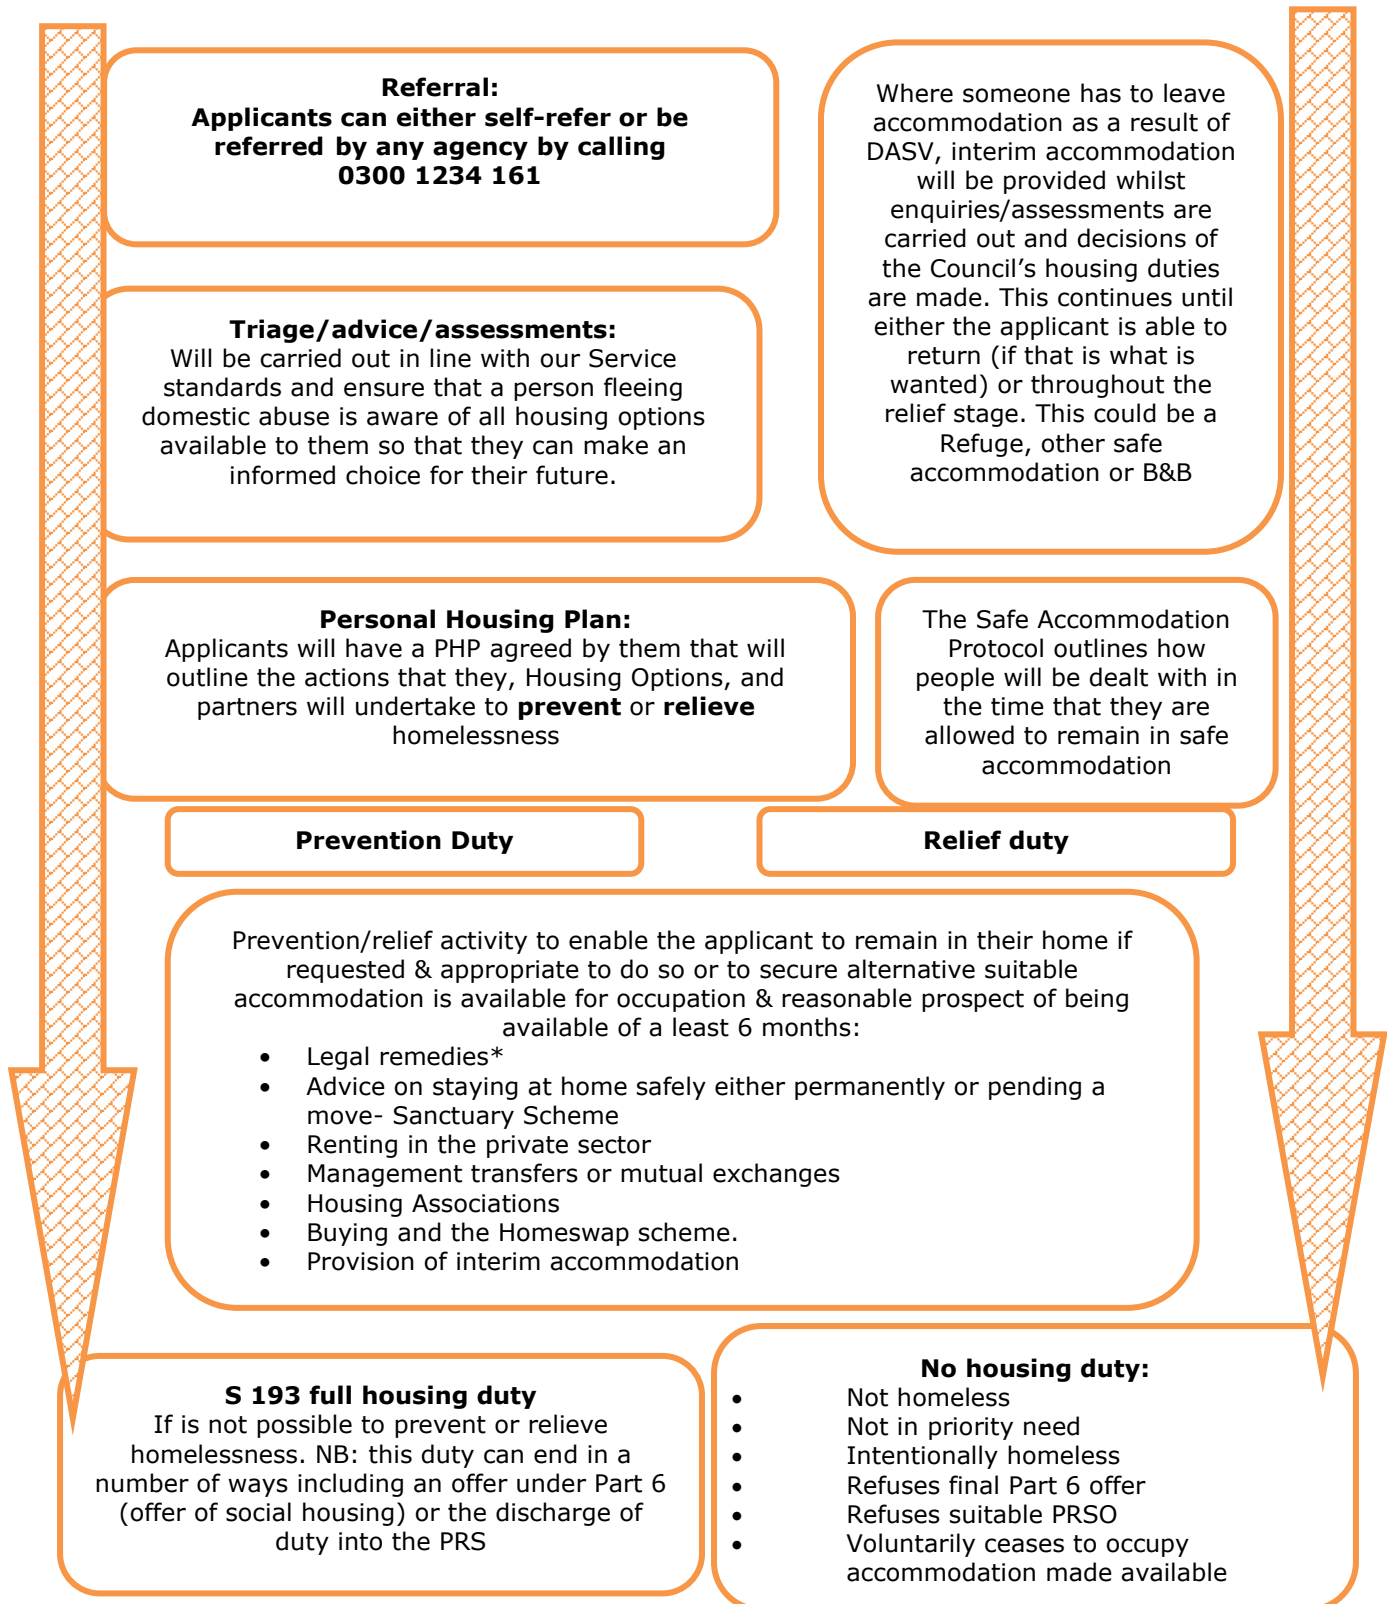 Referral:
Applicants can either self-refer or be
referred by any agency by calling
0300 1234 161
Where someone has to leave
accommodation as a result of
DASV, interim accommodation
will be provided whilst
enquiries/assessments are
carried out and decisions of
the Council’s housing duties
are made. This continues until
either the applicant is able to
return (if that is what is
wanted) or throughout the
relief stage. This could be a
Refuge, other safe
accommodation or B&B
Triage/advice/assessments:
Will be carried out in line with our Service
standards and ensure that a person fleeing
domestic abuse is aware of all housing options
available to them so that they can make an
informed choice for their future.
Personal Housing Plan:
Applicants will have a PHP agreed by them that will
outline the actions that they, Housing Options, and
partners will undertake to prevent or relieve
homelessness
The Safe Accommodation
Protocol outlines how
people will be dealt with in
the time that they are
allowed to remain in safe
accommodation
Prevention Duty
Relief duty
Prevention/relief activity to enable the applicant to remain in their home if
requested & appropriate to do so or to secure alternative suitable
accommodation is available for occupation & reasonable prospect of being
available of a least 6 months:
• Legal remedies*
• Advice on staying at home safely either permanently or pending a
move- Sanctuary Scheme
• Renting in the private sector
• Management transfers or mutual exchanges
• Housing Associations
• Buying and the Homeswap scheme.
• Provision of interim accommodation
S 193 full housing duty
If is not possible to prevent or relieve
homelessness. NB: this duty can end in a
number of ways including an offer under Part 6
(offer of social housing) or the discharge of
duty into the PRS
No housing duty:
• Not homeless
• Not in priority need
• Intentionally homeless
• Refuses final Part 6 offer
• Refuses suitable PRSO
• Voluntarily ceases to occupy
accommodation made available